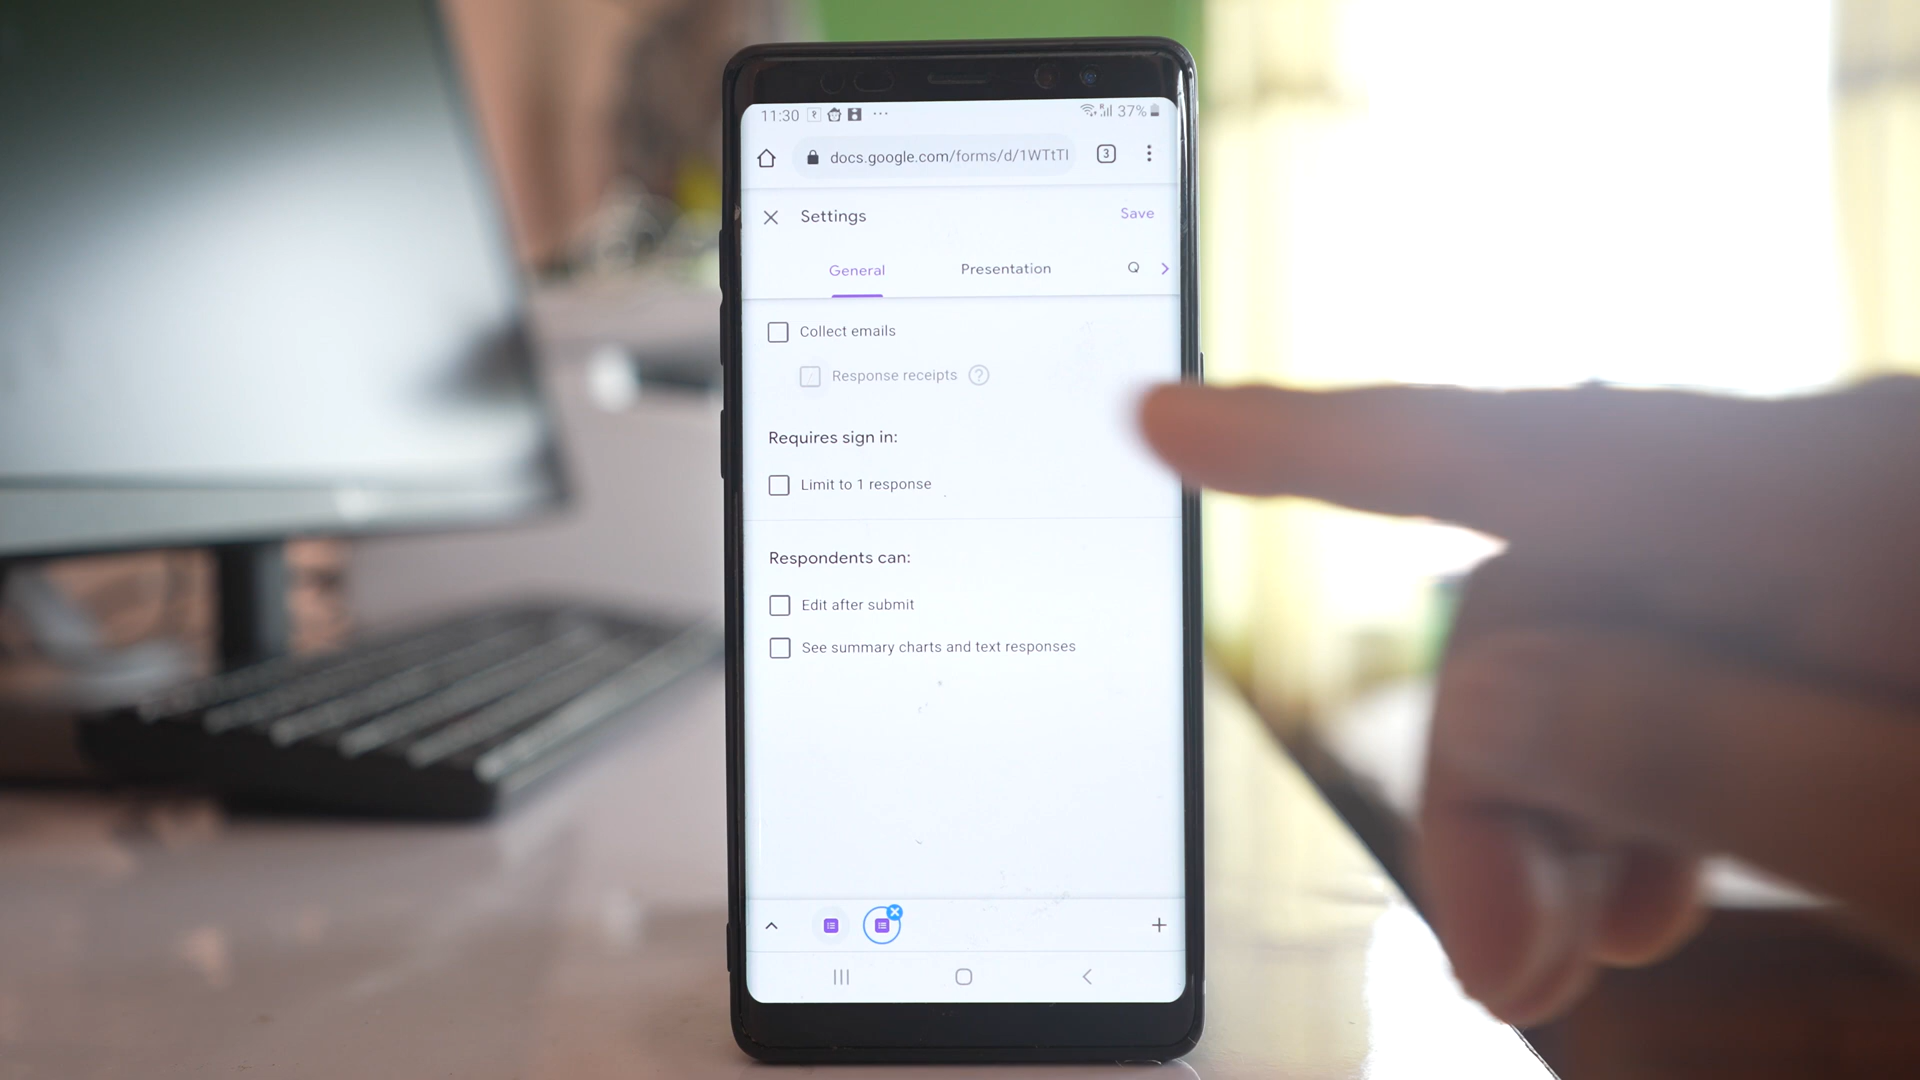 11:30 37%
docs.google.com/forms/d/1WTtTI
3
Settings Save
General Presentation Q
Collect emails
Response receipts ?
Requires sign in:
Limit to 1 response
Respondents can:
Edit after submit
See summary charts and text responses